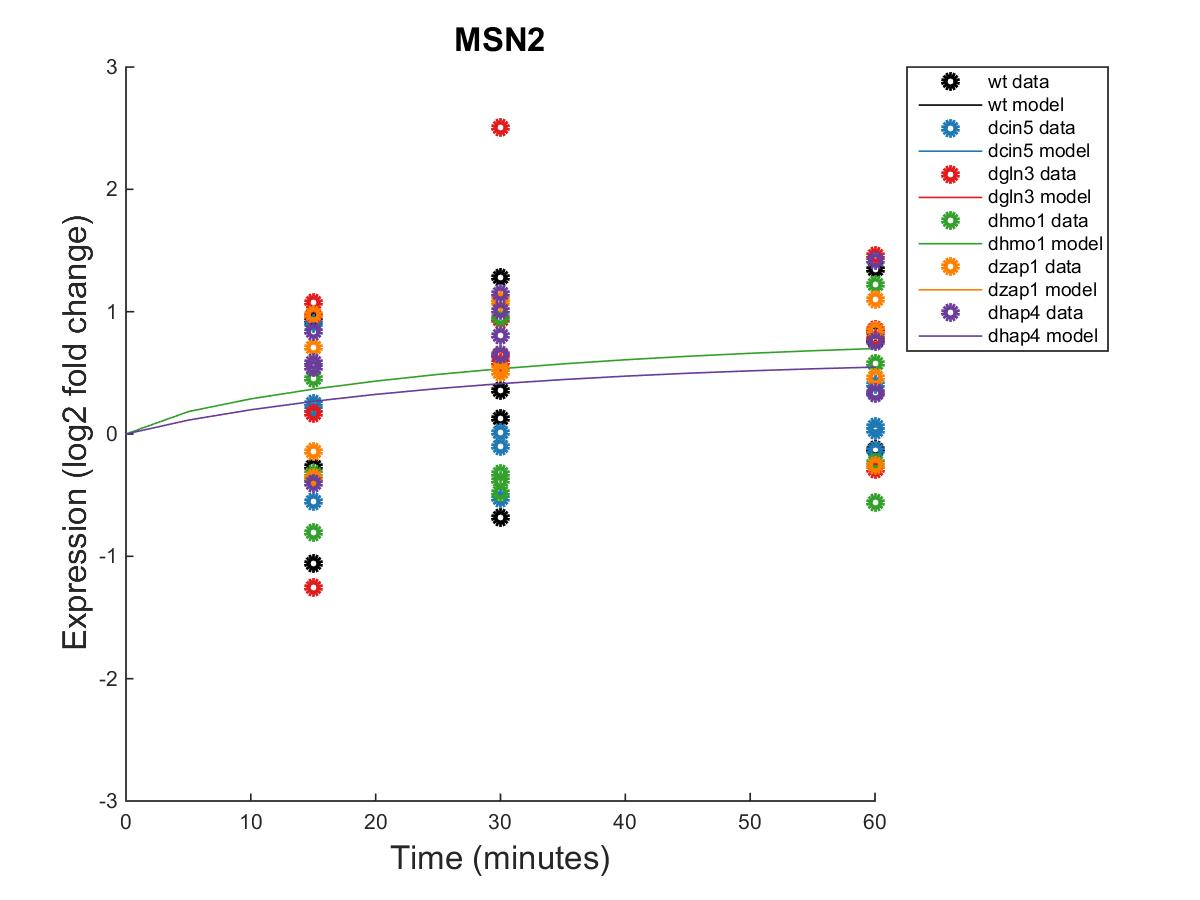 MSN2
3
2
1
0
-1
-2
-3
Expression (log2 fold change)
0 10 20 30 40 50 60
Time (minutes)
wt data
wt model
dcin5 data
dcin5 model
dgln3 data
dgln3 model
dhmo1 data
dhmo1 model
dzap1 data
dzap1 model
dhap4 data
dhap4 model